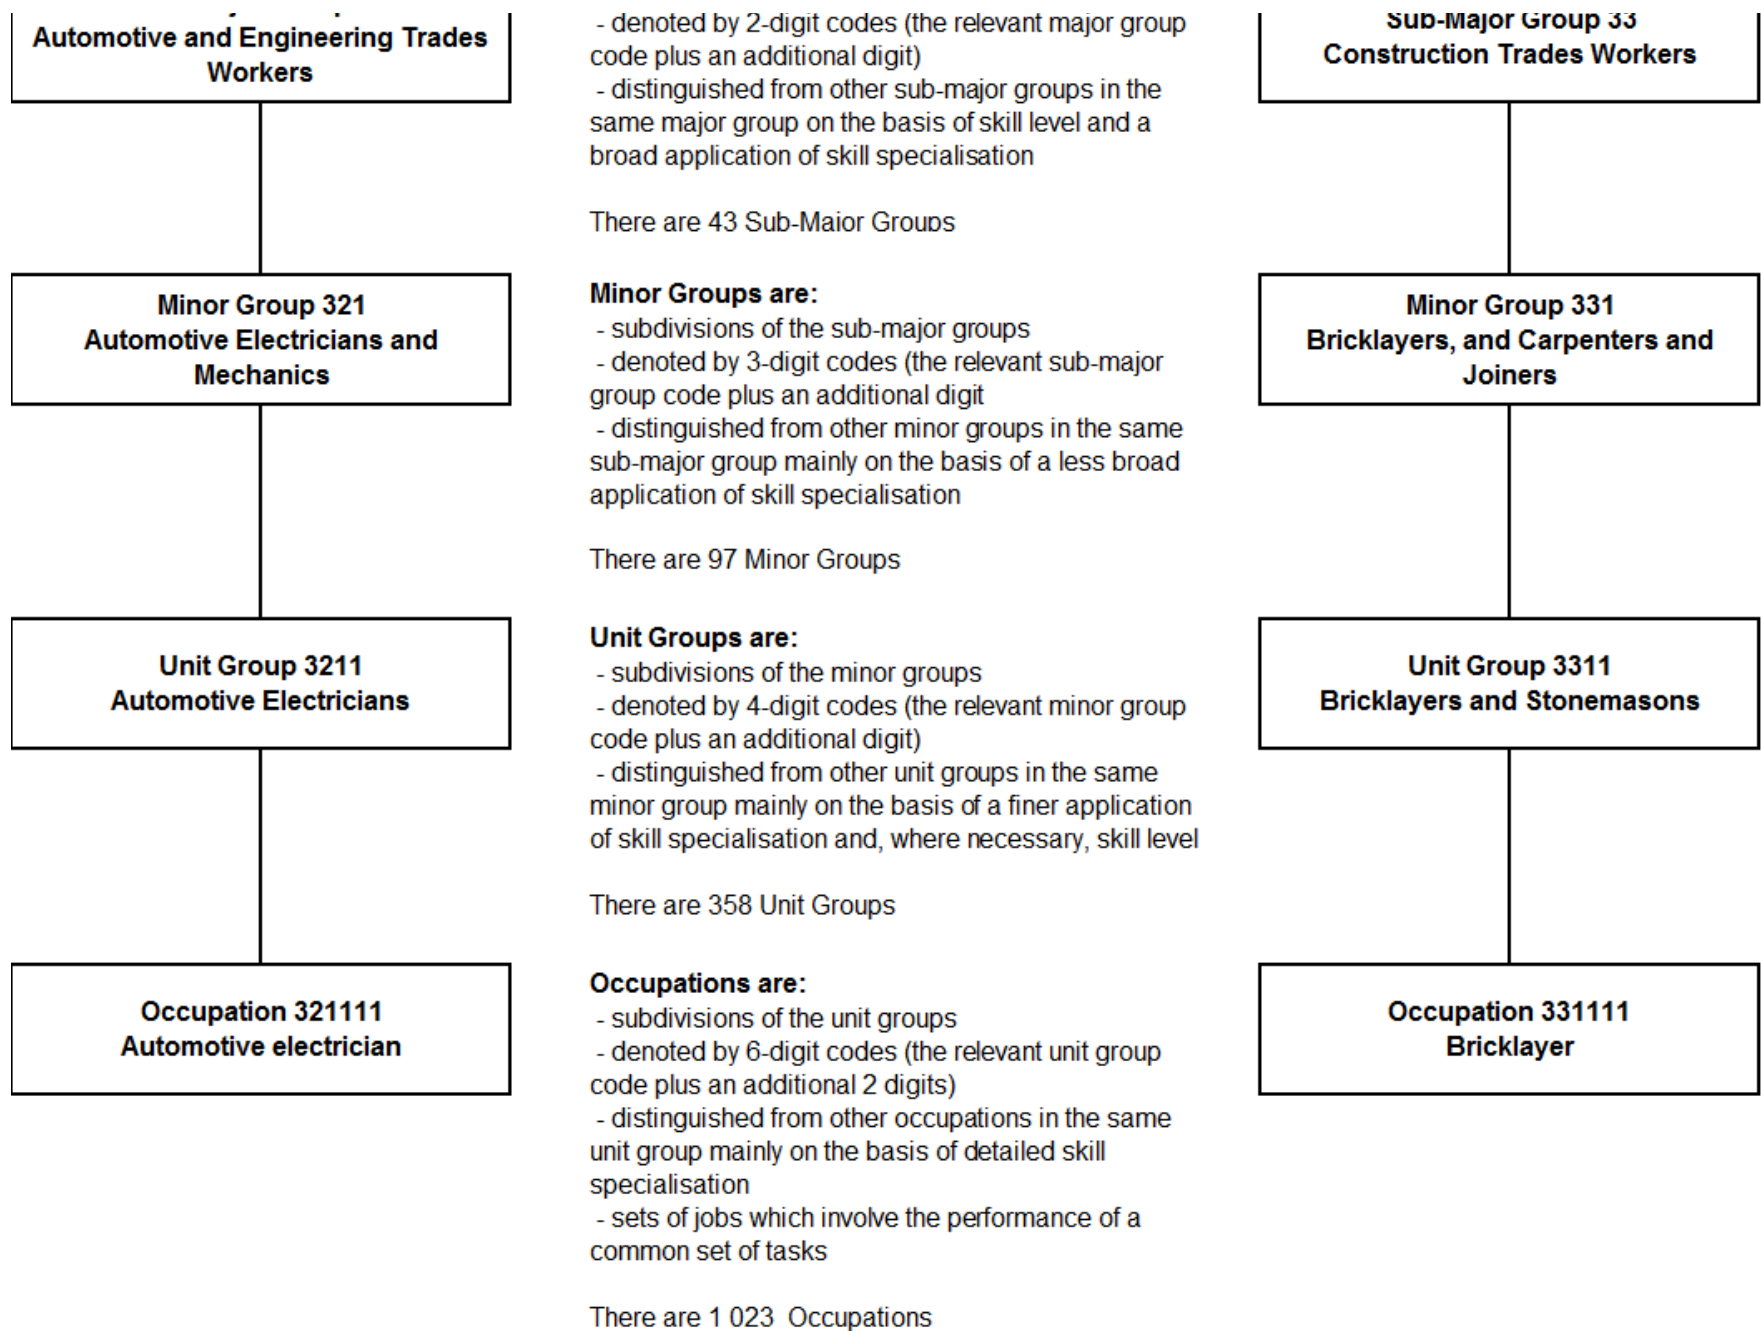 Automotive and Engineering Trades
Workers
- denoted by 2-digit codes (the relevant major group
code plus an additional digit)
- distinguished from other sub-major groups in the
same major group on the basis of skill level and a
broad application of skill specialisation
There are 43 Sub-Major Groups
Sub-Major Group 33
Construction Trades Workers
Minor Group 321
Automotive Electricians and
Mechanics
Minor Groups are:
- subdivisions of the sub-major groups
- denoted by 3-digit codes (the relevant sub-major
group code plus an additional digit
- distinguished from other minor groups in the same
sub-major group mainly on the basis of a less broad
application of skill specialisation
There are 97 Minor Groups
Minor Group 331
Bricklayers, and Carpenters and
Joiners
Unit Group 3211
Automotive Electricians
Unit Groups are:
- subdivisions of the minor groups
- denoted by 4-digit codes (the relevant minor group
code plus an additional digit)
- distinguished from other unit groups in the same
minor group mainly on the basis of a finer application
of skill specialisation and, where necessary, skill level
There are 358 Unit Groups
Unit Group 3311
Bricklayers and Stonemasons
Occupation 321111
Automotive electrician
Occupations are:
- subdivisions of the unit groups
- denoted by 6-digit codes (the relevant unit group
code plus an additional 2 digits)
- distinguished from other occupations in the same
unit group mainly on the basis of detailed skill
specialisation
- sets of jobs which involve the performance of a
common set of tasks
There are 1 023 Occupations
Occupation 331111
Bricklayer